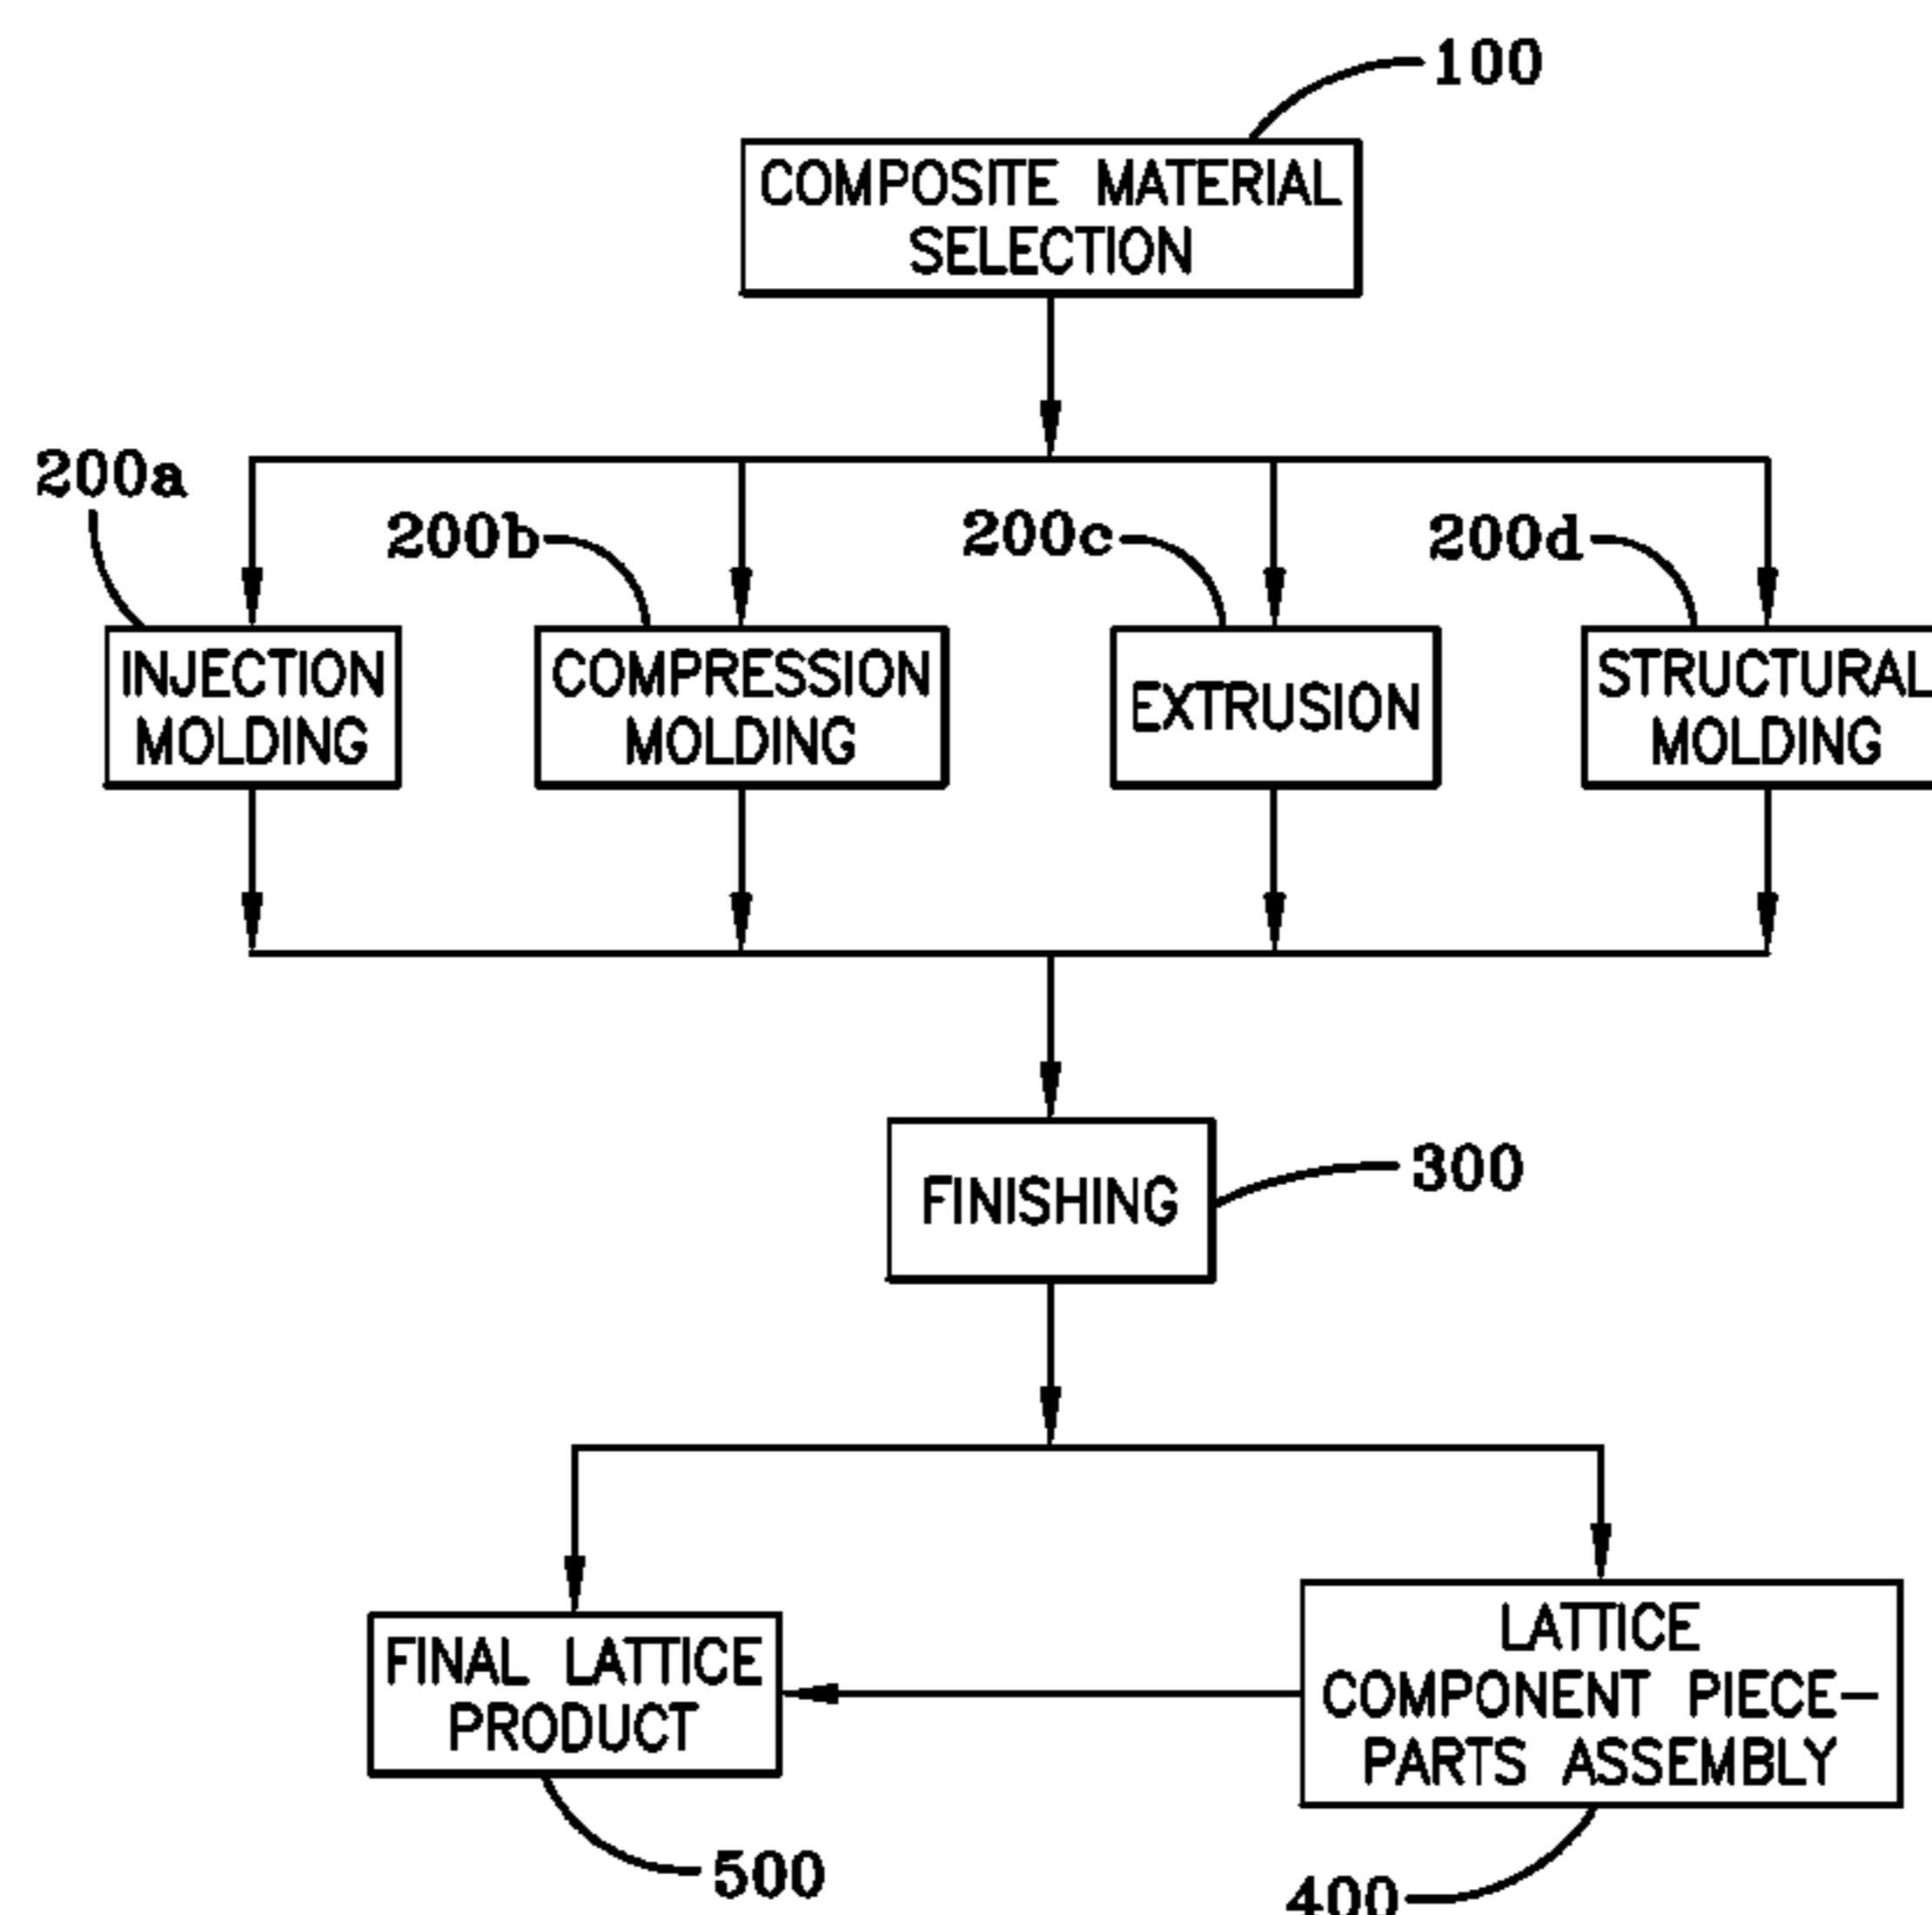 100
COMPOSITE MATERIAL
SELECTION
200a
200b
200c
200d
INJECTION
MOLDING
COMPRESSION
MOLDING
EXTRUSION
STRUCTURAL
MOLDING
FINISHING
300
FINAL LATTICE
PRODUCT
LATTICE
COMPONENT PIECE-
PARTS ASSEMBLY
500
400